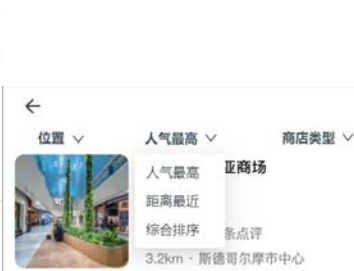 位置 人气最高 商店类型
人气最高 亚商场
距离最近
综合排序 条点评
3.2km · 斯德哥尔摩市中心